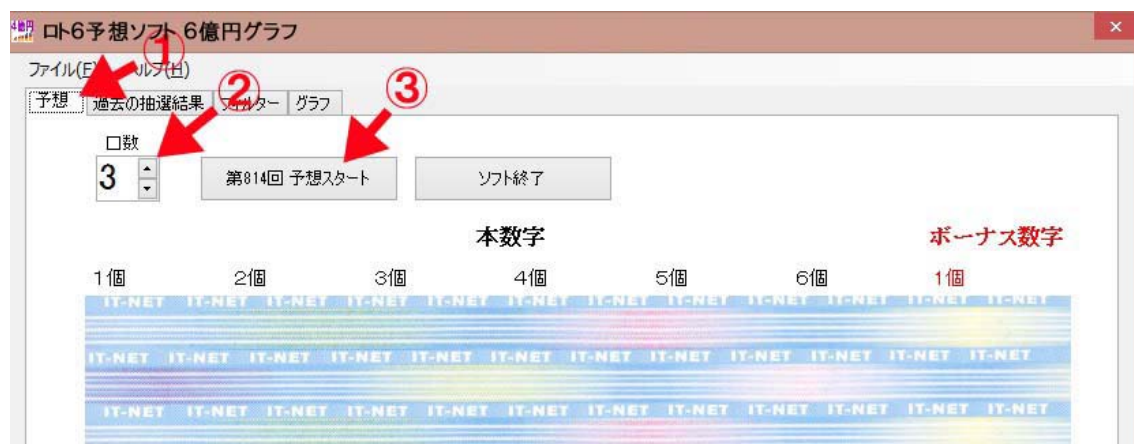 ロト6予想ソフト 6億円グラフ
①
ファイル(F) ヘルプ(H)
② ③
予想 過去の抽選結果 フィルター グラフ
口数
3 第814回 予想スタート ソフト終了
本数字 ボーナス数字
1個 2個 3個 4個 5個 6個 1個
IT-NET IT-NET IT-NET IT-NET IT-NET IT-NET IT-NET IT-NET IT-NET IT-NET IT-NET IT-NET
IT-NET IT-NET IT-NET IT-NET IT-NET IT-NET IT-NET IT-NET IT-NET IT-NET IT-NET IT-NET
IT-NET IT-NET IT-NET IT-NET IT-NET IT-NET IT-NET IT-NET IT-NET IT-NET IT-NET IT-NET